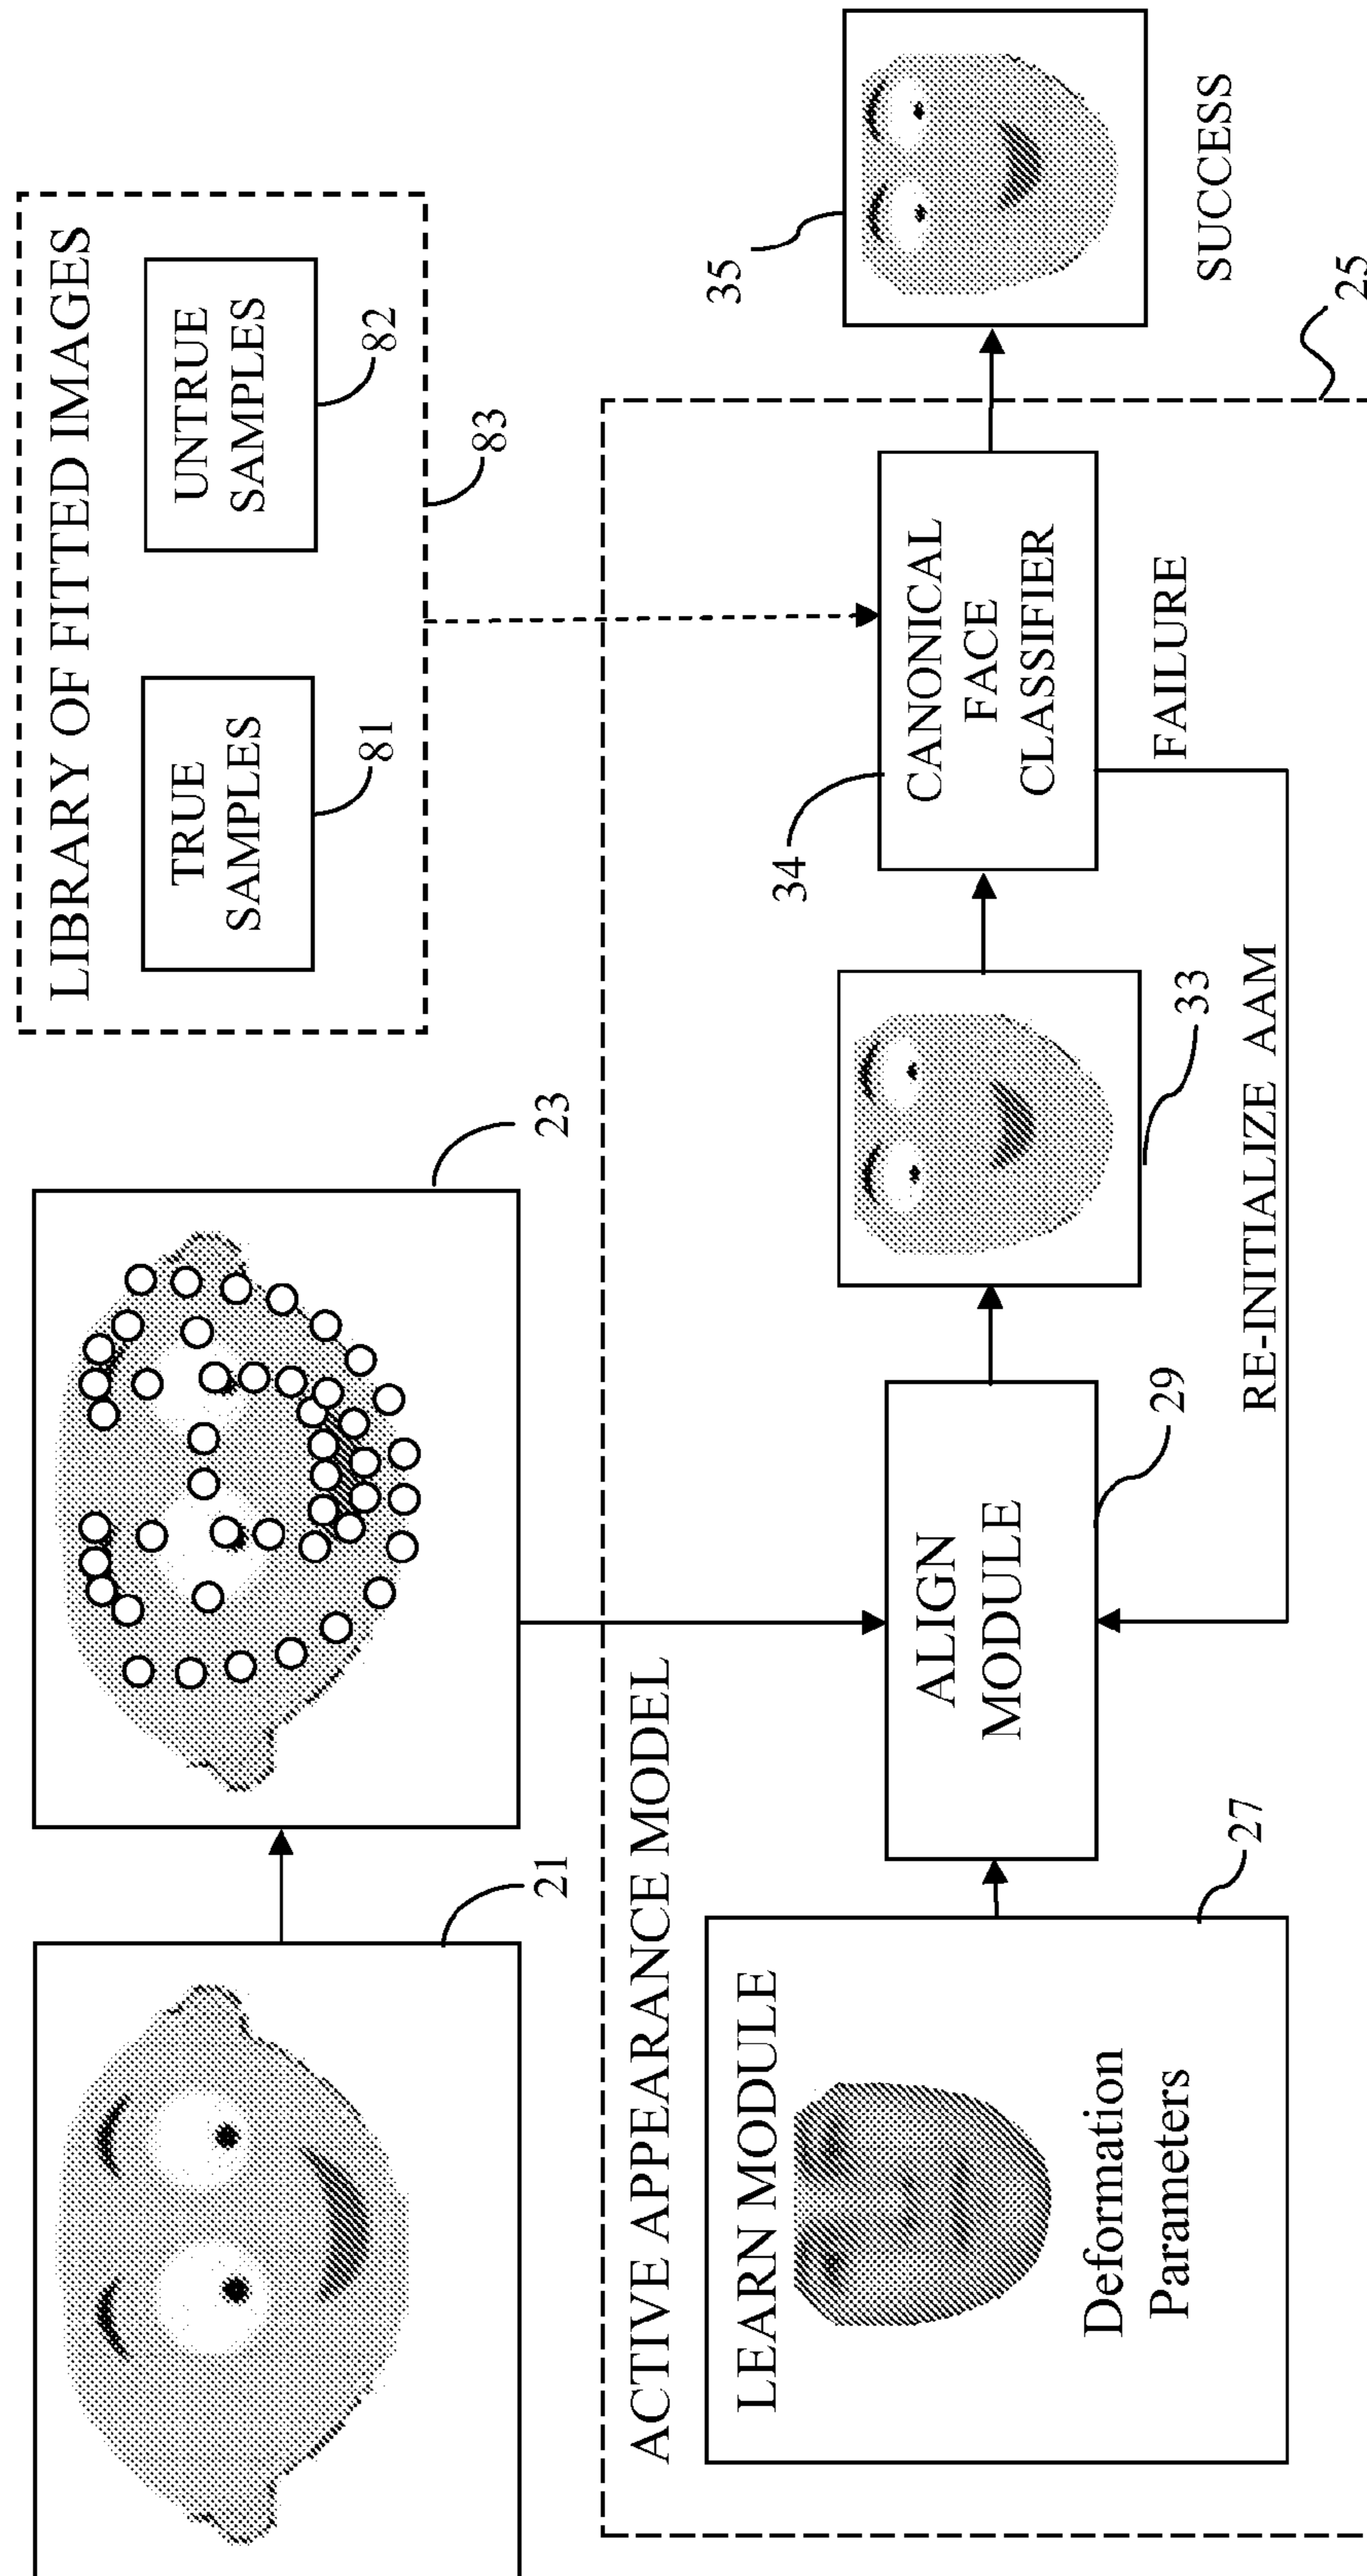 LIBRARY OF FITTED IMAGES
TRUE
SAMPLES
81
UNTRUE
SAMPLES
82
83
21
23
ACTIVE APPEARANCE MODEL
LEARN MODULE
Deformation
Parameters
27
ALIGN
MODULE
29
33
34
CANONICAL
FACE
CLASSIFIER
FAILURE
RE-INITIALIZE AAM
35
SUCCESS
25